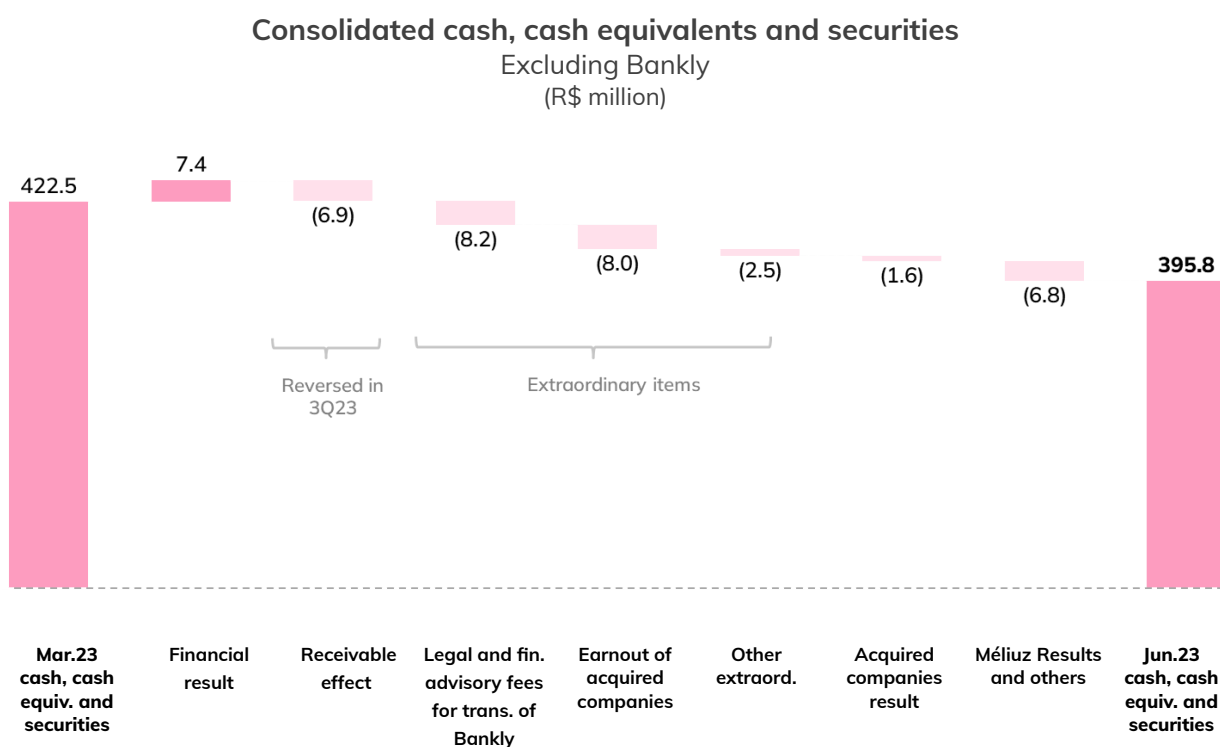 Consolidated cash, cash equivalents and securities
Excluding Bankly
(R$ million)
422.5
7.4
(6.9)
(8.2)
(8.0)
(2.5)
(1.6)
(6.8)
395.8
Reversed in
3Q23
Extraordinary items
Mar.23
cash, cash
equiv. and
securities
Financial
result
Receivable
effect
Legal and fin.
advisory fees
for trans. of
Bankly
Earnout of
acquired
companies
Other
extraord.
Acquired
companies
result
Méliuz Results
and others
Jun.23
cash, cash
equiv. and
securities